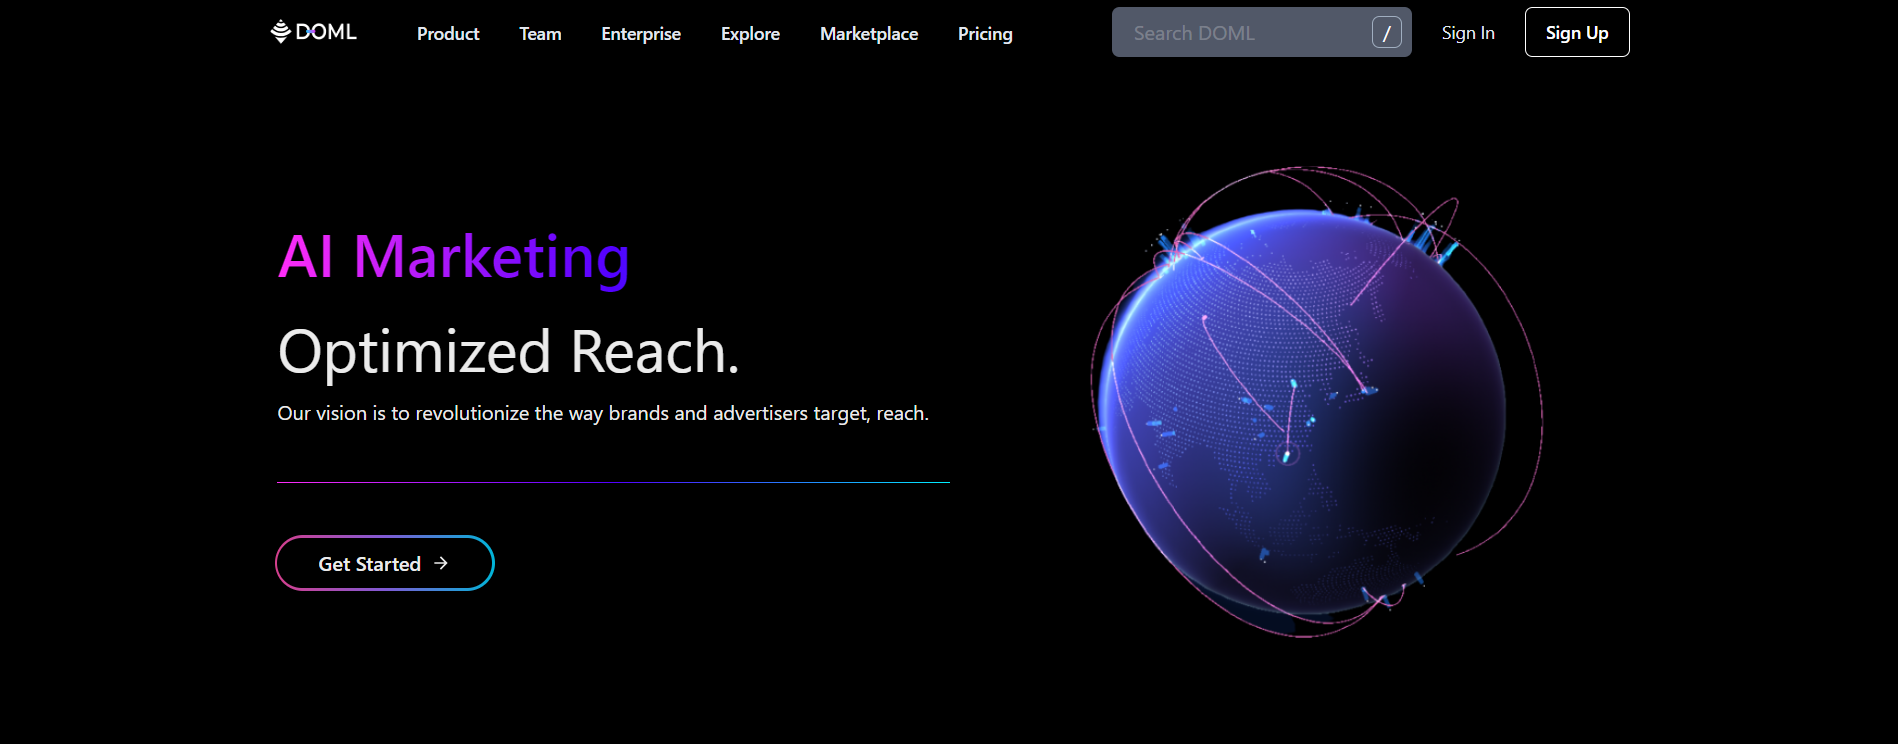 DOML
Product Team Enterprise Explore Marketplace Pricing
Search DOML /
Sign In
Sign Up
AI Marketing
Optimized Reach.
Our vision is to revolutionize the way brands and advertisers target, reach.
Get Started →